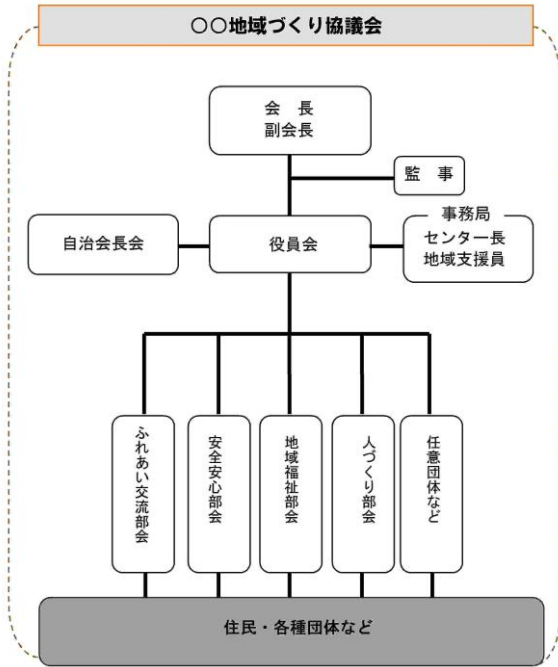 〇〇地域づくり協議会
会　長
副会長
監　事
事務局
自治会長会
役員会
センター長
地域支援員
ふれあい交流部会
安全安心部会
地域福祉部会
人づくり部会
任意団体など
住民・各種団体など